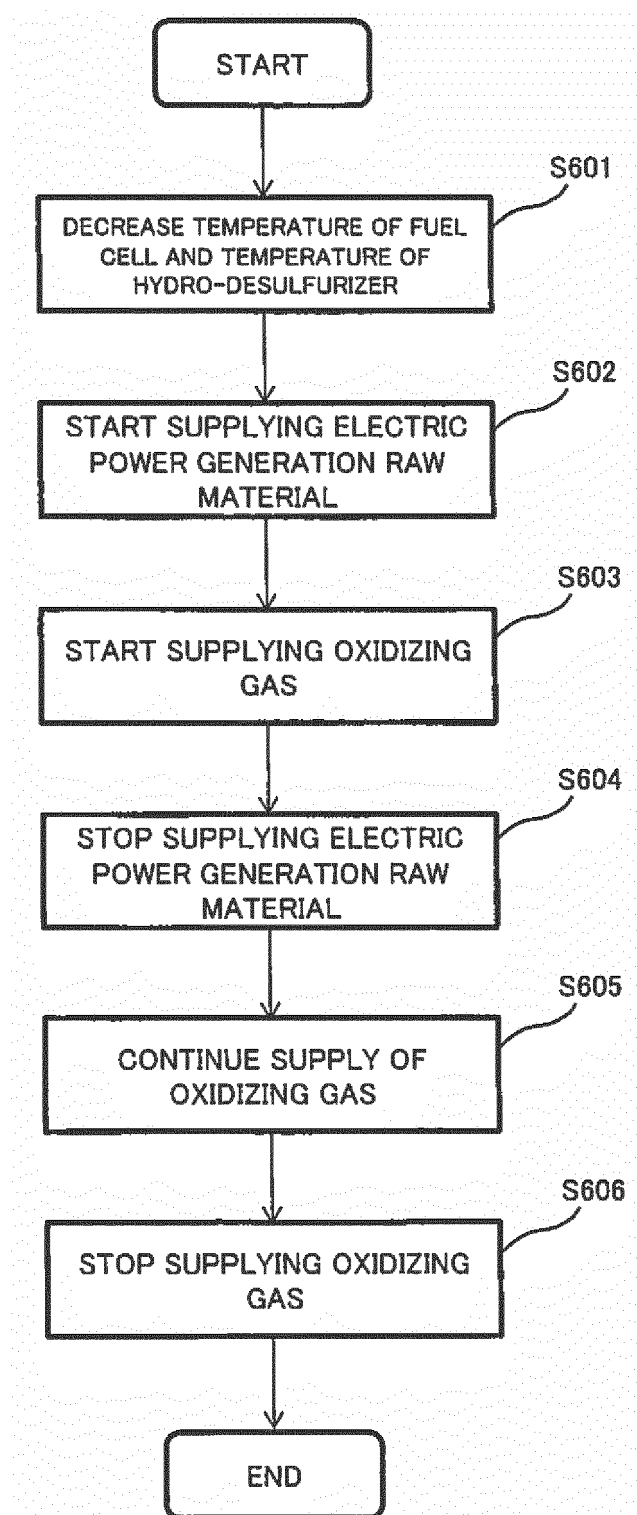 START
S601
DECREASE TEMPERATURE OF FUEL
CELL AND TEMPERATURE OF
HYDRO-DESULFURIZER
S602
START SUPPLYING ELECTRIC
POWER GENERATION RAW
MATERIAL
S603
START SUPPLYING OXIDIZING
GAS
S604
STOP SUPPLYING ELECTRIC
POWER GENERATION RAW
MATERIAL
S605
CONTINUE SUPPLY OF
OXIDIZING GAS
S606
STOP SUPPLYING OXIDIZING
GAS
END